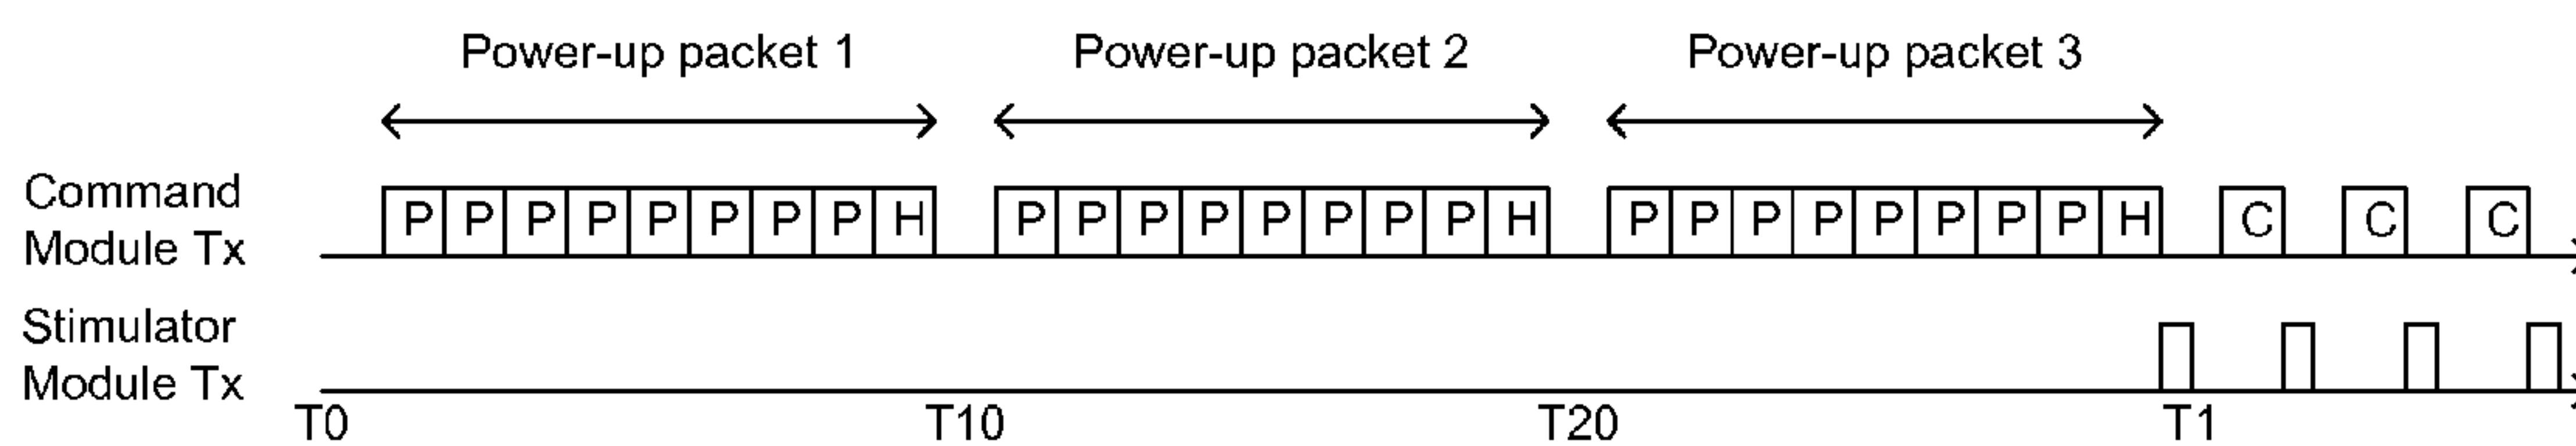 Power-up packet 1 Power-up packet 2 Power-up packet 3
Command
Module Tx
P P P P P P P P H P P P P P P P P H P P P P P P P P H C C C
Stimulator
Module Tx
T0 T10 T20 T1